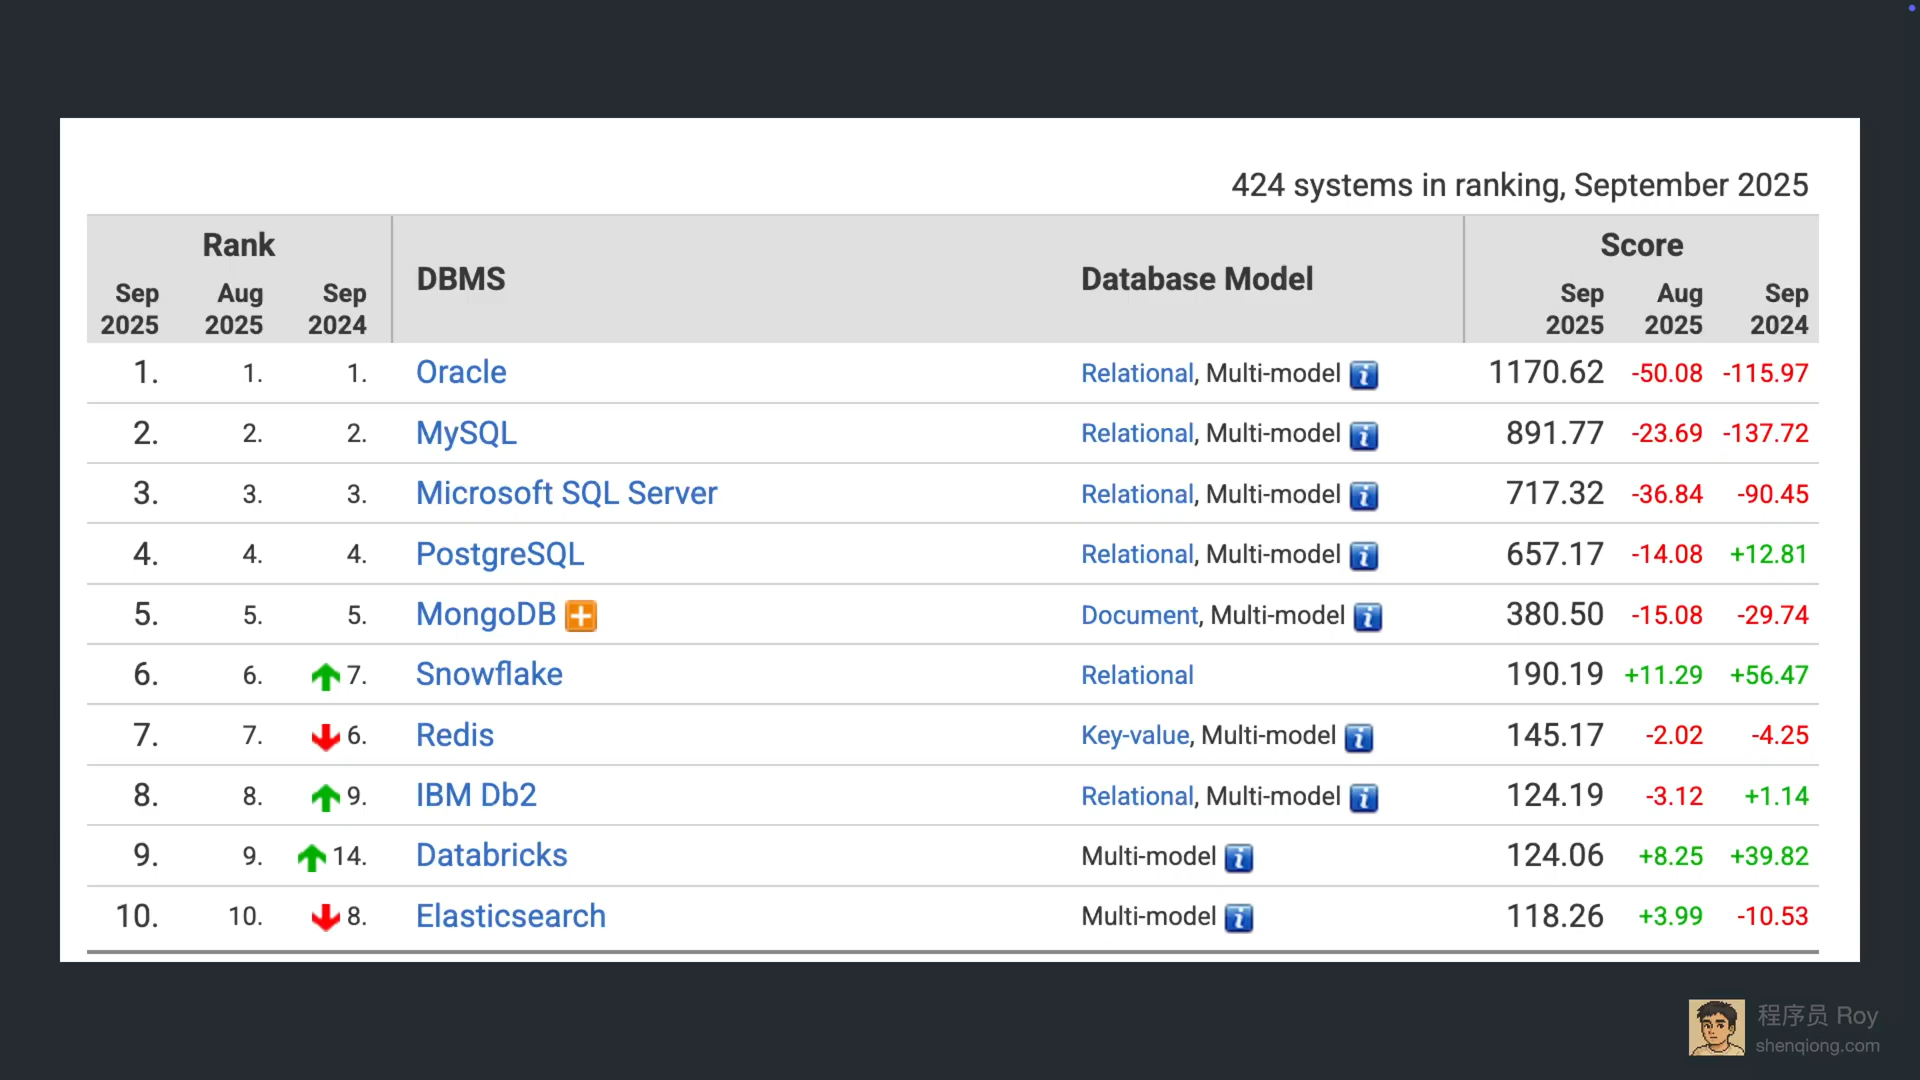 424 systems in ranking, September 2025
Rank DBMS Database Model Score
Sep 2025 Aug 2025 Sep 2024 Sep 2025 Aug 2025 Sep 2024
1. 1. 1. Oracle Relational, Multi-model i 1170.62 -50.08 -115.97
2. 2. 2. MySQL Relational, Multi-model i 891.77 -23.69 -137.72
3. 3. 3. Microsoft SQL Server Relational, Multi-model i 717.32 -36.84 -90.45
4. 4. 4. PostgreSQL Relational, Multi-model i 657.17 -14.08 +12.81
5. 5. 5. MongoDB + Document, Multi-model i 380.50 -15.08 -29.74
6. 6. 7. Snowflake Relational 190.19 +11.29 +56.47
7. 7. 6. Redis Key-value, Multi-model i 145.17 -2.02 -4.25
8. 8. 9. IBM Db2 Relational, Multi-model i 124.19 -3.12 +1.14
9. 9. 14. Databricks Multi-model i 124.06 +8.25 +39.82
10. 10. 8. Elasticsearch Multi-model i 118.26 +3.99 -10.53
程序员 Roy
shenqiong.com